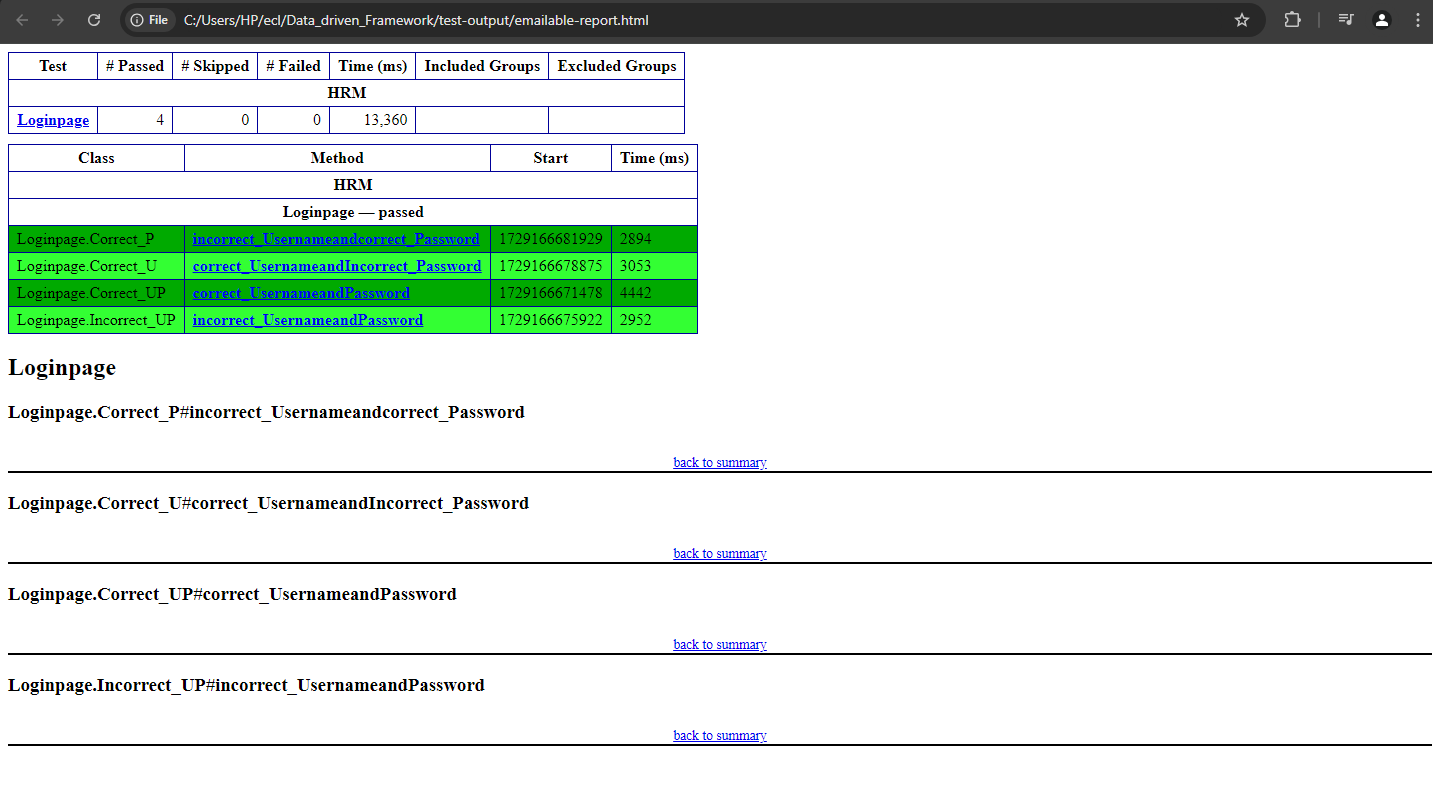 File C:/Users/HP/ecl/Data_driven_Framework/test-output/emailable-report.html
Test # Passed # Skipped # Failed Time (ms) Included Groups Excluded Groups
HRM
Loginpage 4 0 0 13,360
Class Method Start Time (ms)
HRM
Loginpage — passed
Loginpage.Correct_P incorrect_Usernameandcorrect_Password 1729166681929 2894
Loginpage.Correct_U correct_UsernameandIncorrect_Password 1729166678875 3053
Loginpage.Correct_UP correct_UsernameandPassword 1729166671478 4442
Loginpage.Incorrect_UP incorrect_UsernameandPassword 1729166675922 2952
Loginpage
Loginpage.Correct_P#incorrect_Usernameandcorrect_Password
back to summary
Loginpage.Correct_U#correct_UsernameandIncorrect_Password
back to summary
Loginpage.Correct_UP#correct_UsernameandPassword
back to summary
Loginpage.Incorrect_UP#incorrect_UsernameandPassword
back to summary